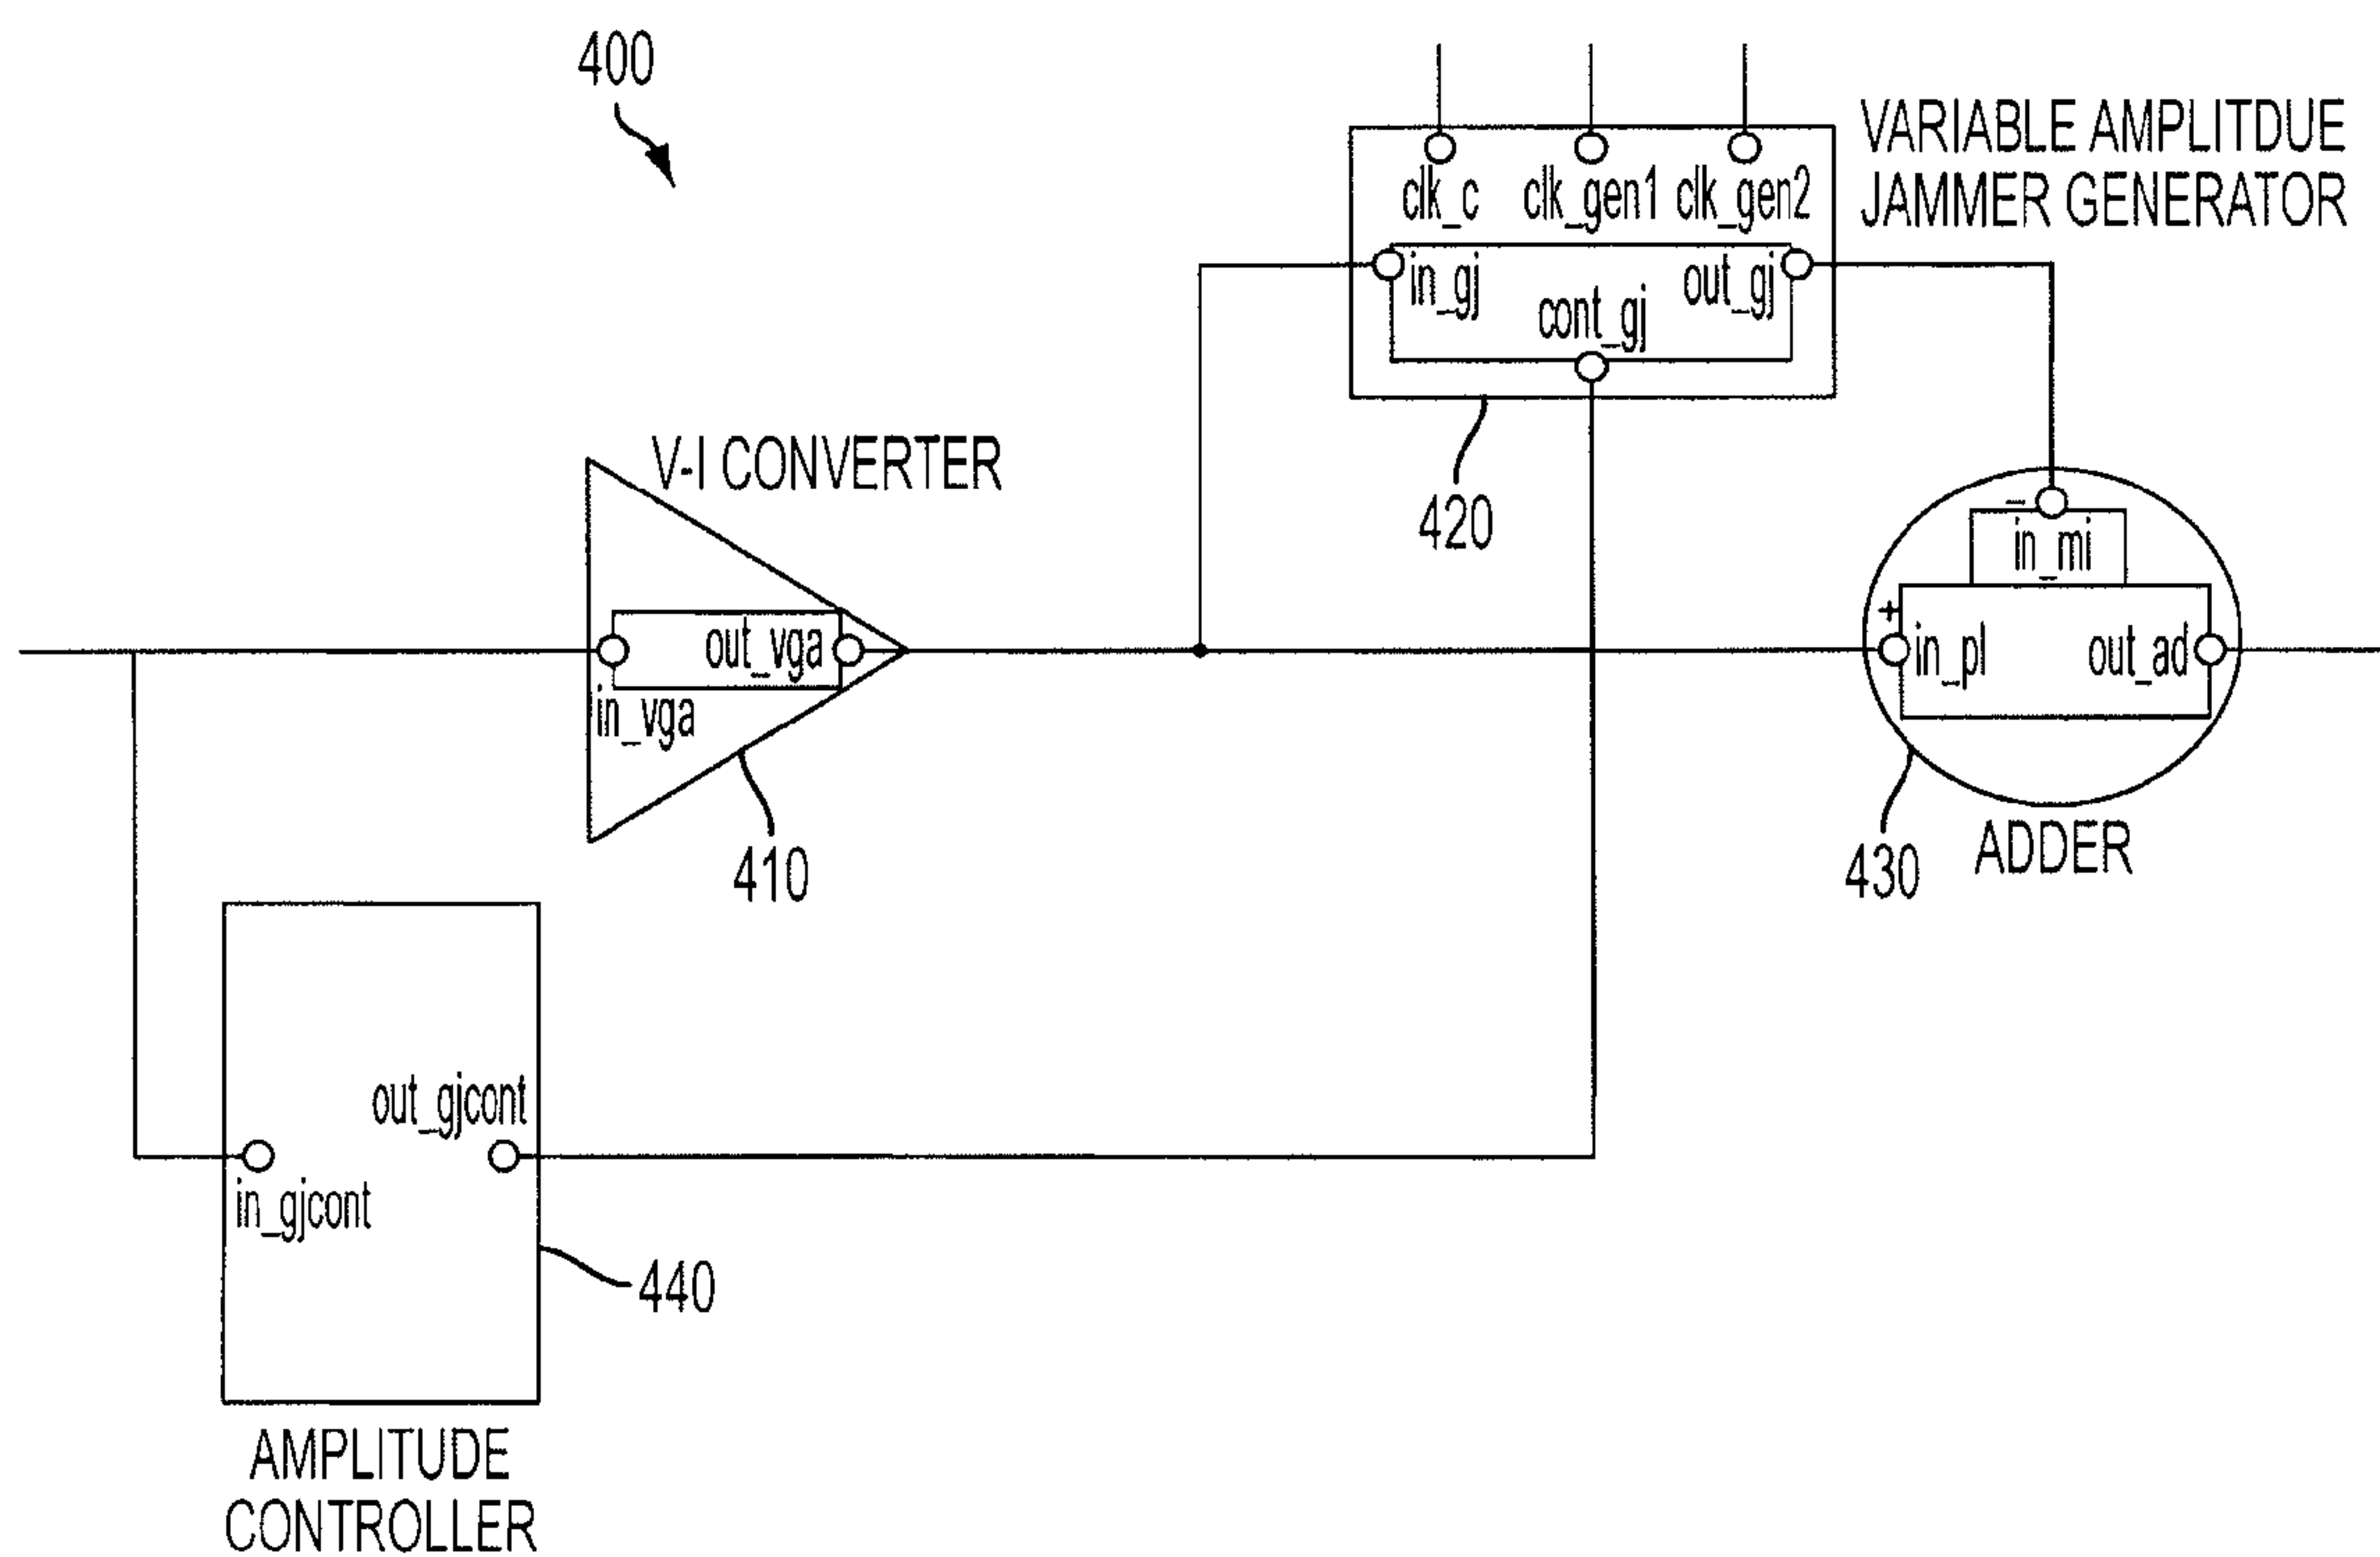 400
VARIABLE AMPLITDUE
JAMMER GENERATOR
clk_c clk_gen1 clk_gen2
in_gj out_gj
cont_gj
420
V-I CONVERTER
out_vga
in_vga
410
-
in_mi
+
in_pl out_ad
430
ADDER
out_gjcont
in_gjcont
440
AMPLITUDE
CONTROLLER